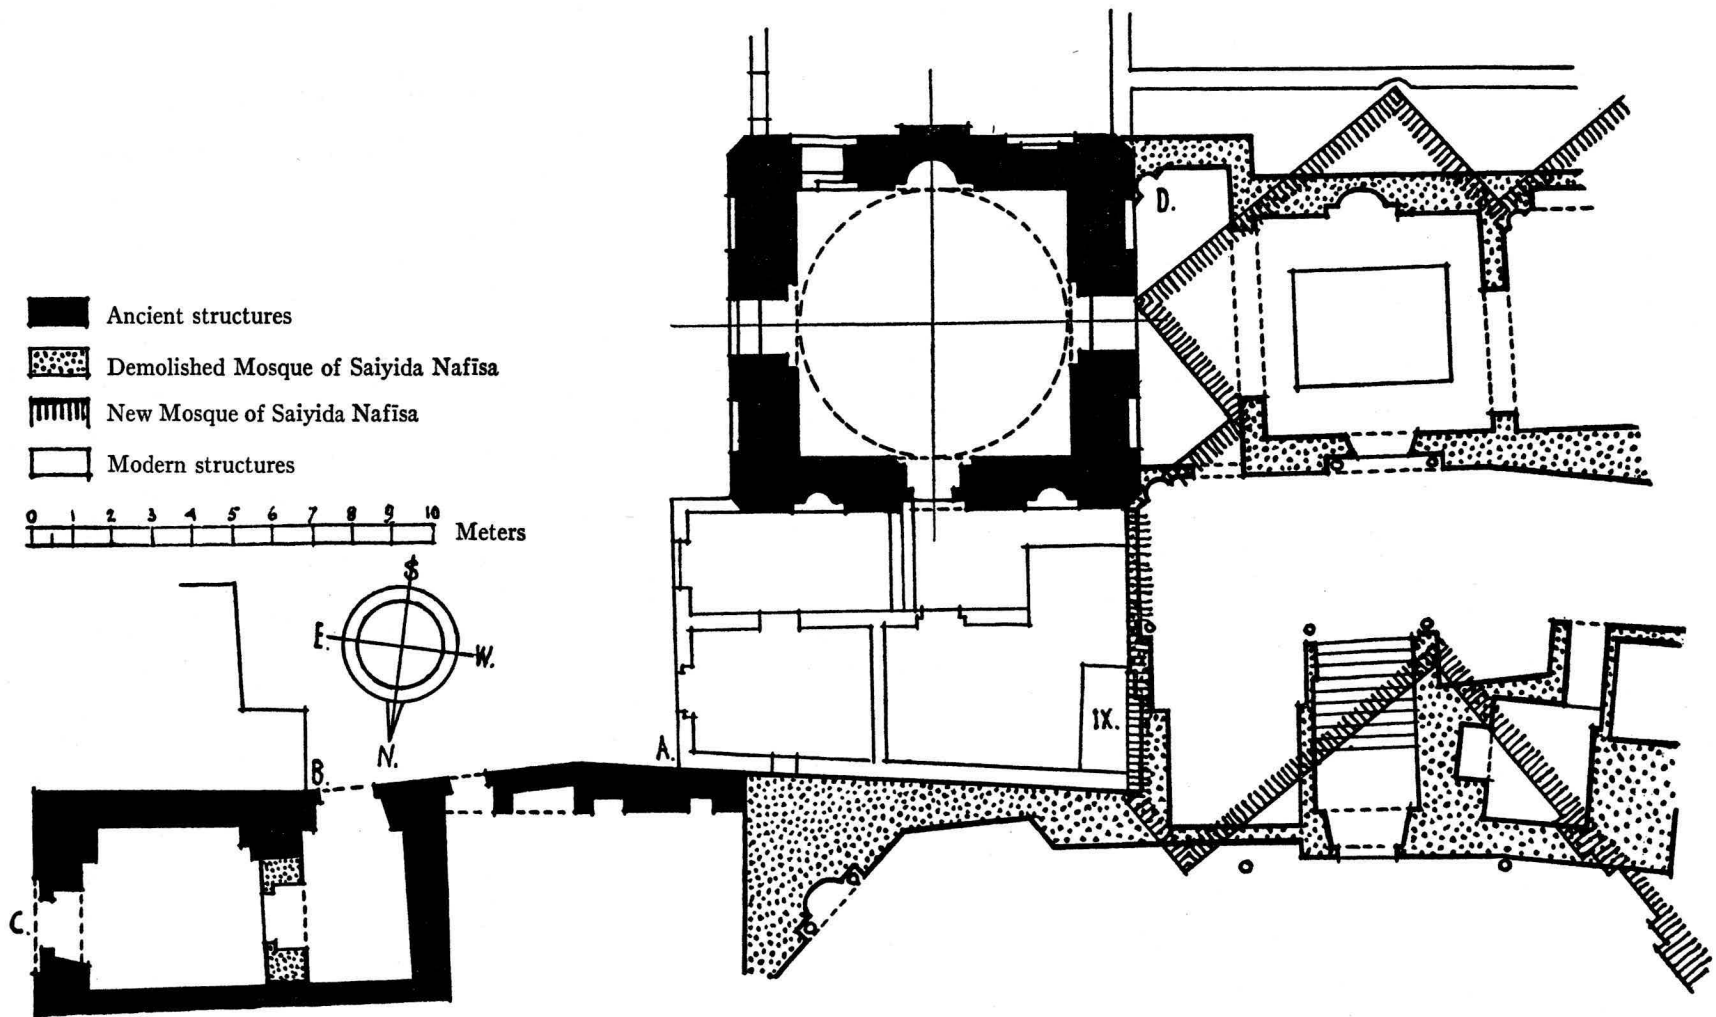 D.
Ancient structures
Demolished Mosque of Saiyida Nafīsa
New Mosque of Saiyida Nafīsa
Modern structures
0 1 2 3 4 5 6 7 8 9 10 Meters
S
E. W.
N.
IX.
A.
B.
C.